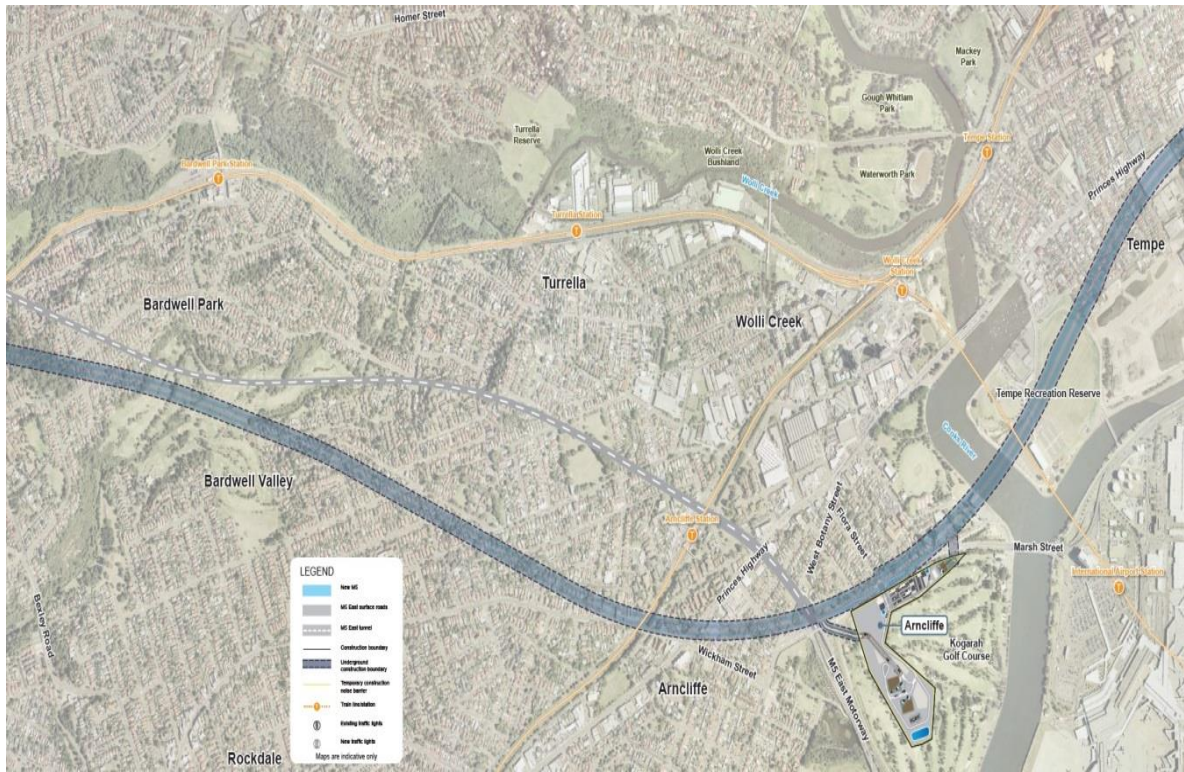 Homer Street
Mackey
Park
Gough Whitlam
Park
Tempe Station
Turrella
Reserve
Wolli Creek
Bushland
Bardwell Park Station
Waterworth Park
Princes Highway
Wolli Creek
Turrella Station
Tempe
Wolli Creek
Station
Turrella
Bardwell Park
Wolli Creek
Tempe Recreation Reserve
Cooks River
Bardwell Valley
West Botany Street
Flora Street
Arncliffe Station
Marsh Street
Princes Highway
International Airport Station
Bexley Road
Arncliffe
Kogarah
Golf Course
Wickham Street
M5 East Motorway
Arncliffe
Rockdale
LEGEND
New M5
M5 East surface roads
M5 East tunnel
Construction boundary
Underground
construction boundary
Temporary construction
noise barrier
Train line/station
Existing traffic lights
New traffic lights
Maps are indicative only